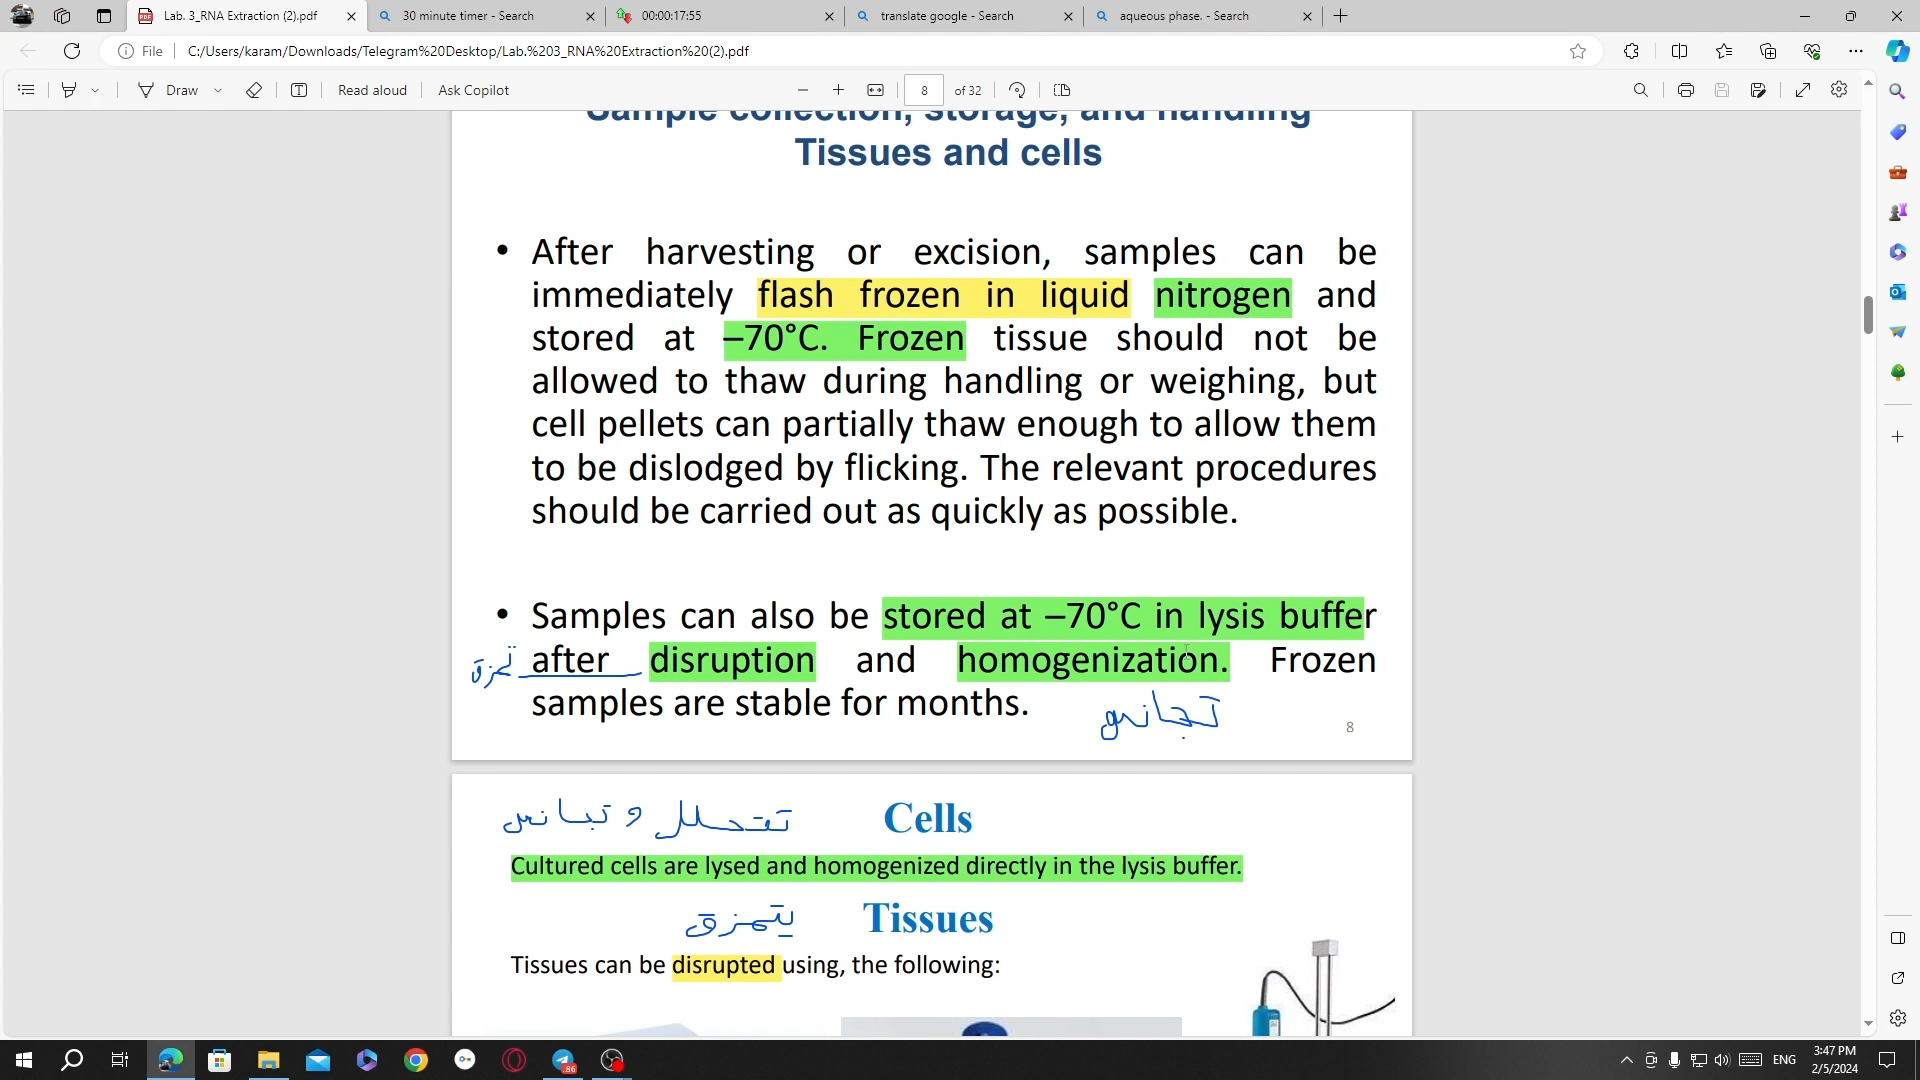 Lab. 3_RNA Extraction (2).pdf
30 minute timer - Search
00:00:17:55
translate google - Search
aqueous phase. - Search
File
C:/Users/karam/Downloads/Telegram%20Desktop/Lab.%203_RNA%20Extraction%20(2).pdf
Draw
Read aloud
Ask Copilot
8
of 32
Sample collection, storage, and handling
Tissues and cells
• After harvesting or excision, samples can be
immediately flash frozen in liquid nitrogen and
stored at –70°C. Frozen tissue should not be
allowed to thaw during handling or weighing, but
cell pellets can partially thaw enough to allow them
to be dislodged by flicking. The relevant procedures
should be carried out as quickly as possible.
• Samples can also be stored at –70°C in lysis buffer
تمزق
after disruption and homogenization. Frozen
samples are stable for months.
تجانس
8
تتحلل و تجانس
Cells
Cultured cells are lysed and homogenized directly in the lysis buffer.
يتمزق
Tissues
Tissues can be disrupted using, the following:
86
ENG
3:47 PM
2/5/2024